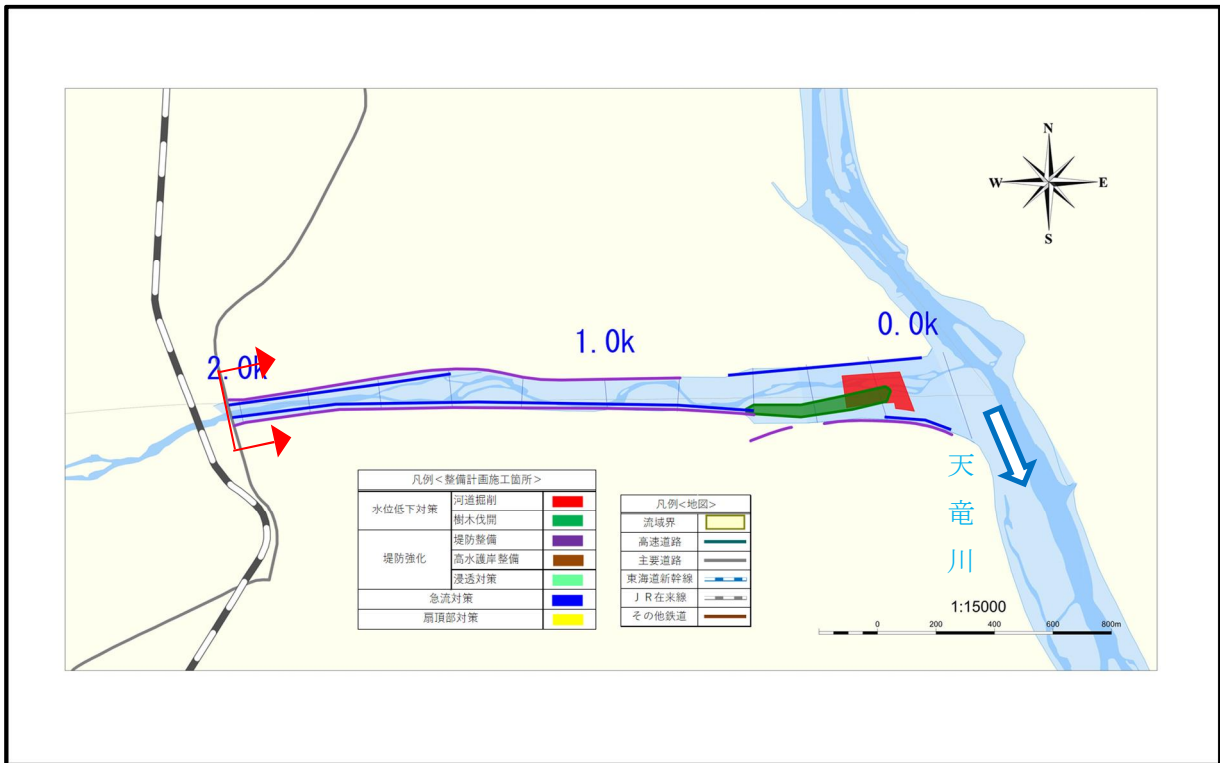 N
W
E
S
0.0k
1.0k
2.0k
天
竜
川
凡例<整備計画施工箇所>
水位低下対策
河道掘削
樹木伐開
堤防強化
堤防整備
高水護岸整備
浸透対策
急流対策
扇頂部対策
凡例<地図>
流域界
高速道路
主要道路
東海道新幹線
JR在来線
その他鉄道
1:15000
0 200 400 600 800m